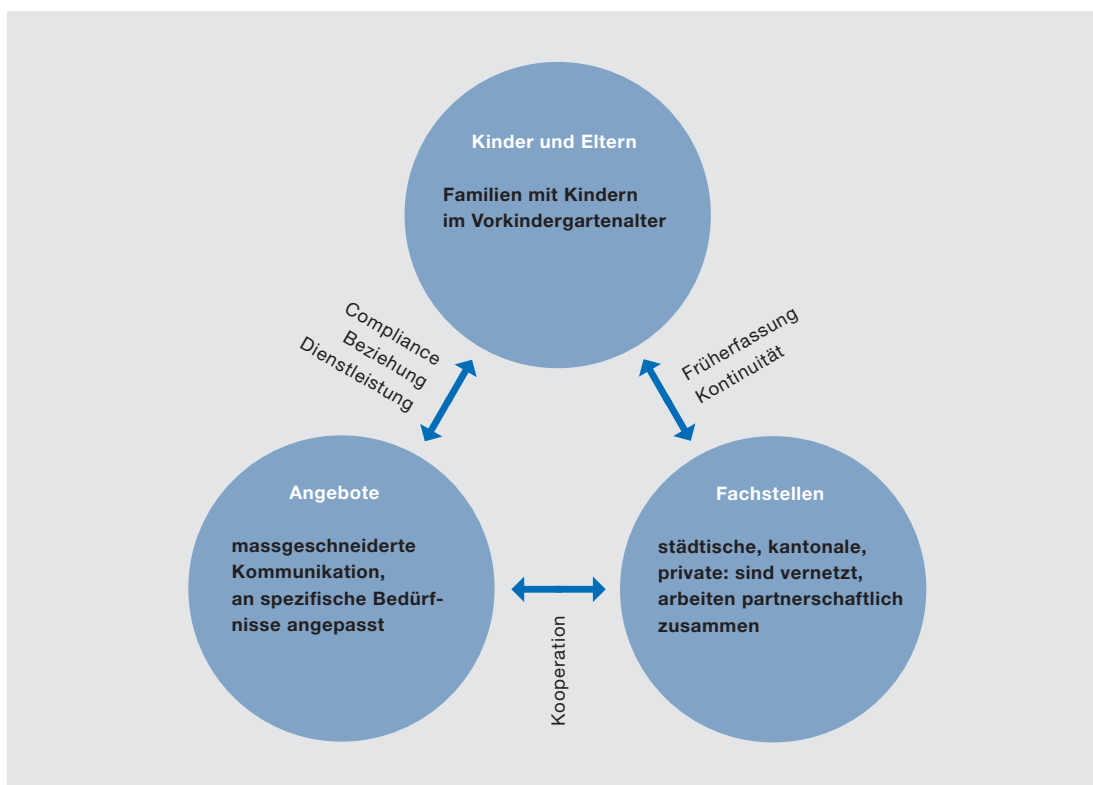 Kinder und Eltern
Familien mit Kindern
im Vorkindergartenalter
Compliance
Beziehung
Dienstleistung
Früherfassung
Kontinuität
Angebote
massgeschneiderte
Kommunikation,
an spezifische Bedürf-
nisse angepasst
Fachstellen
städtische, kantonale,
private: sind vernetzt,
arbeiten partnerschaftlich
zusammen
Kooperation